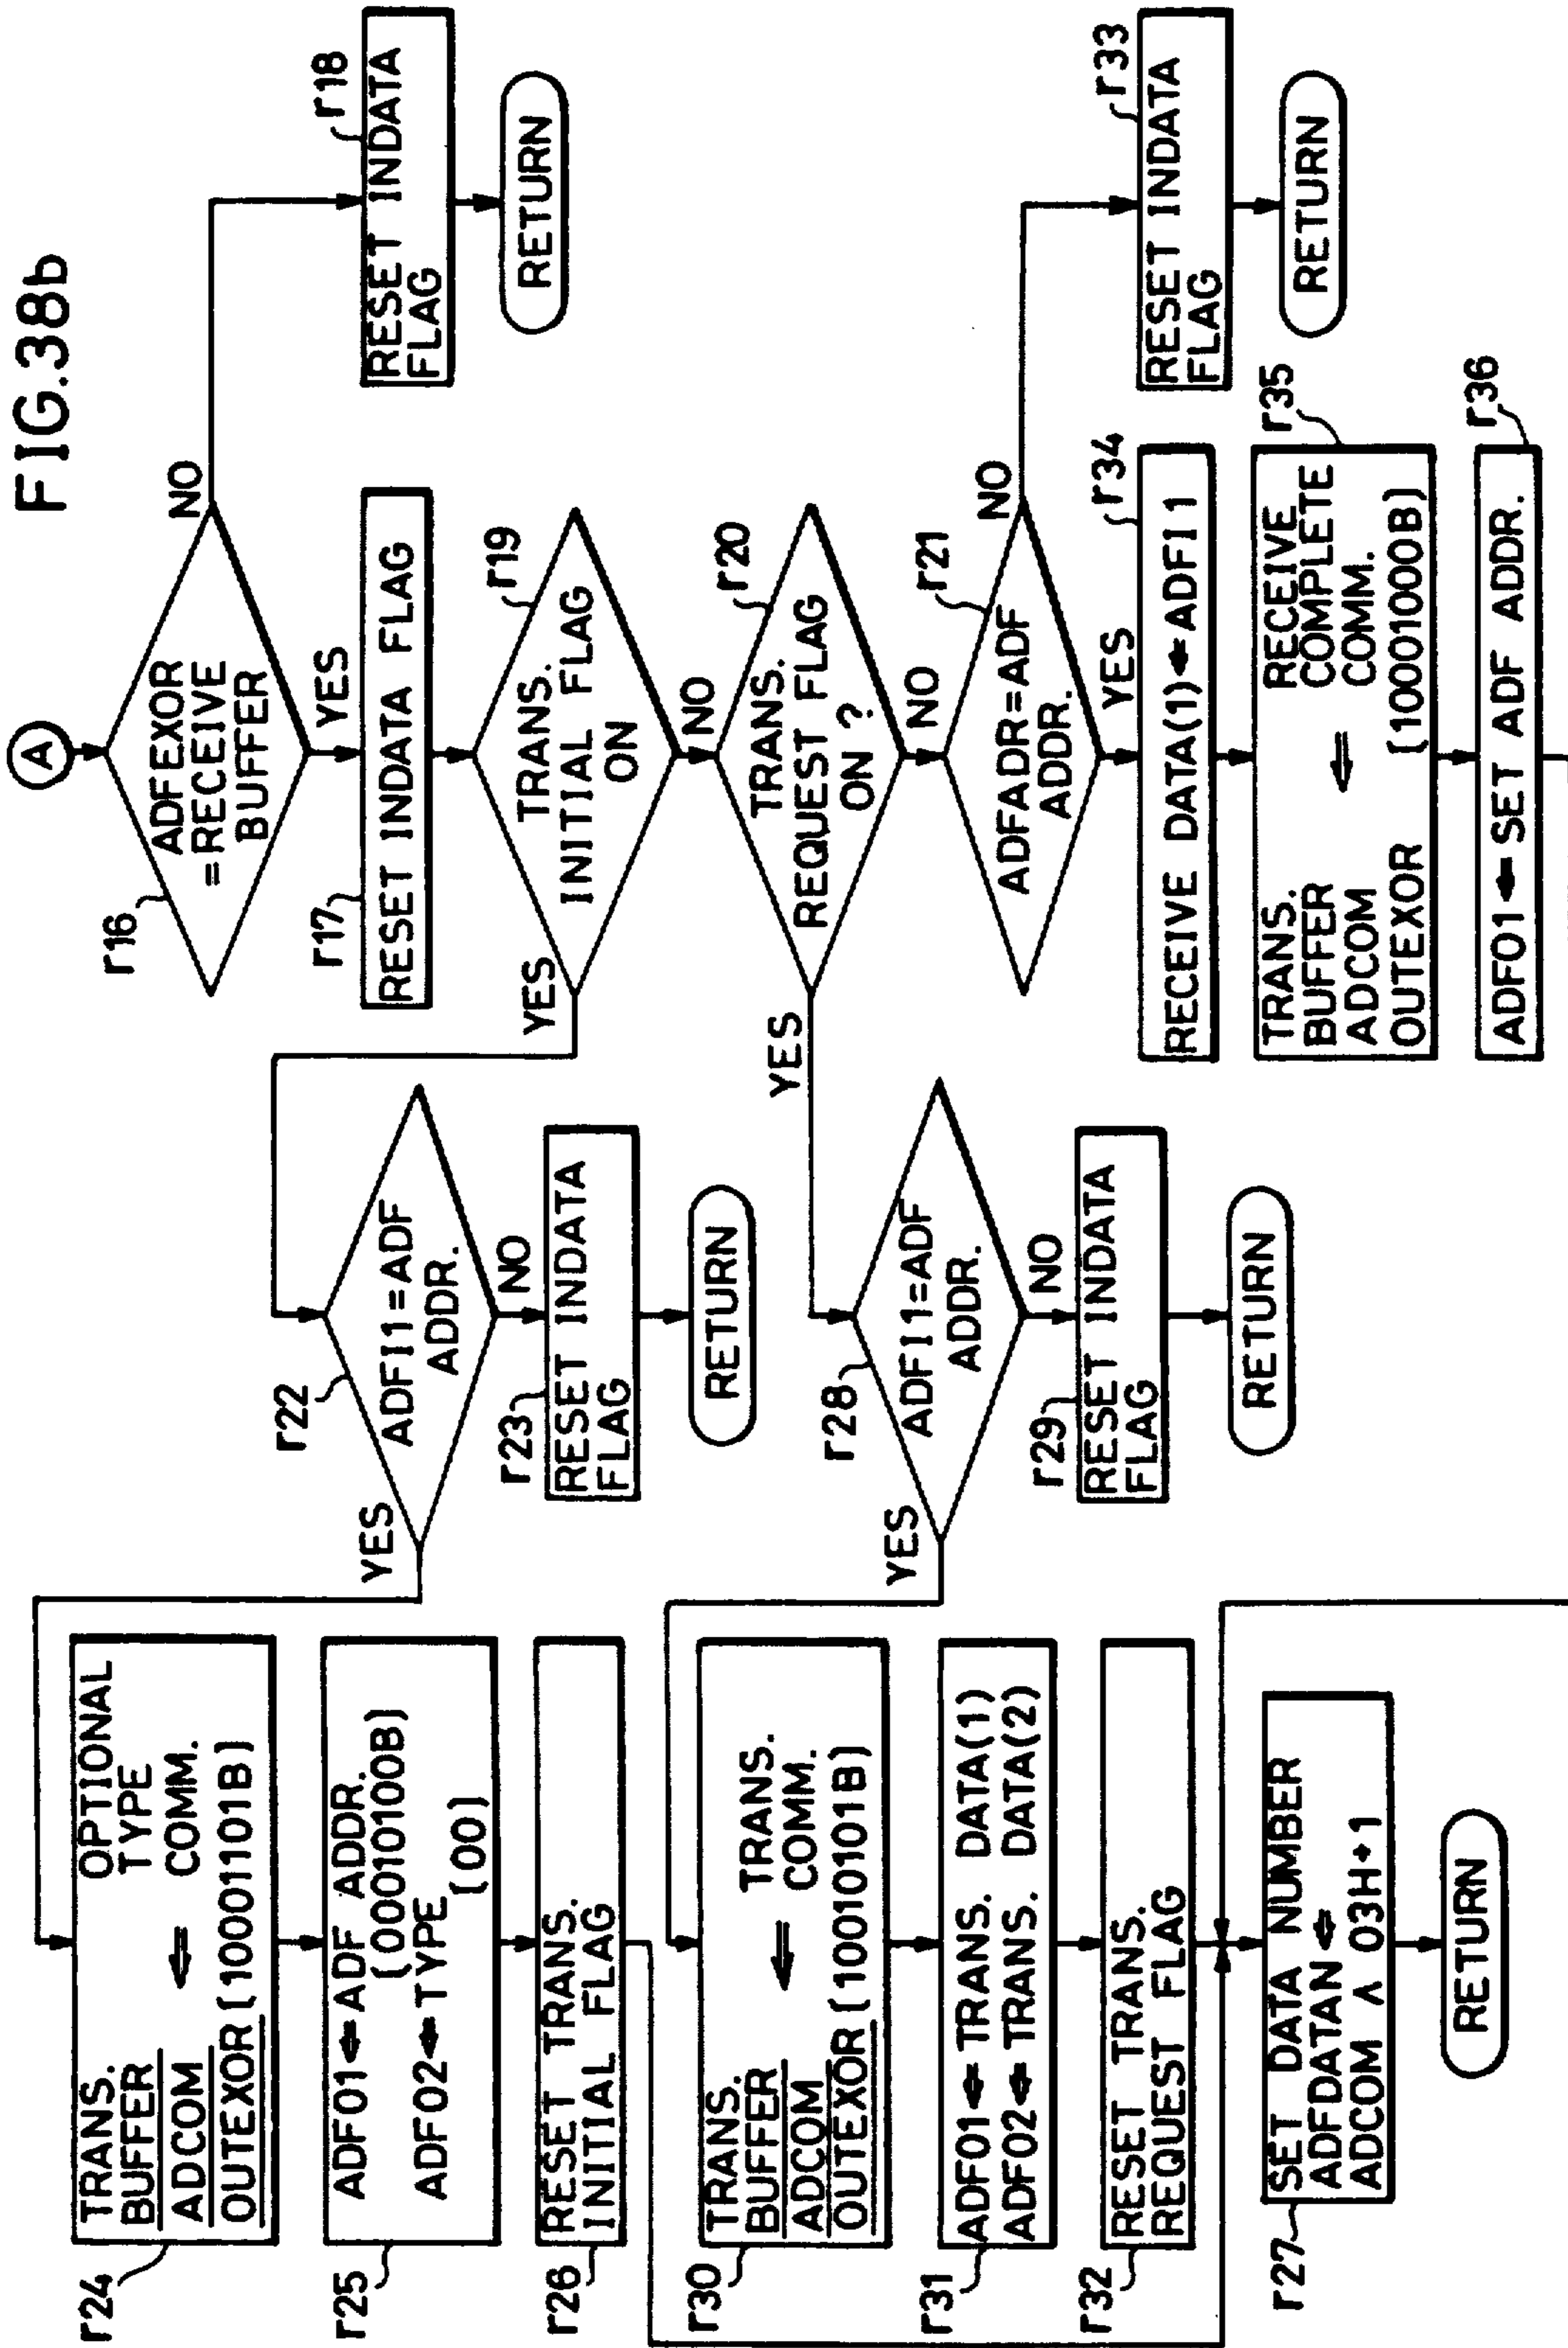 FIG.38b
A
r16
ADFEXOR
=RECEIVE
BUFFER
NO
YES
r18
RESET INDATA
FLAG
RETURN
r17
RESET INDATA FLAG
r19
TRANS.
INITIAL FLAG
ON
YES
NO
r20
TRANS.
REQUEST FLAG
ON ?
YES
NO
r21
ADFADR=ADF
ADDR.
NO
YES
r33
RESET INDATA
FLAG
RETURN
r34
RECEIVE DATA(1)⇐ADFI1
r35
TRANS. RECEIVE
BUFFER COMPLETE
ADCOM ⇐ COMM.
OUTEXOR [10001000B]
r36
ADF01⇐SET ADF ADDR.
r22
ADFI1=ADF
ADDR.
YES
NO
r23
RESET INDATA
FLAG
RETURN
r28
ADFI1=ADF
ADDR.
YES
NO
r29
RESET INDATA
FLAG
RETURN
r24
TRANS. OPTIONAL
BUFFER TYPE
ADCOM ⇐ COMM.
OUTEXOR [10001101B]
r25
ADF01⇐ADF ADDR.
[00010100B]
ADF02⇐TYPE
[00]
r26
RESET TRANS.
INITIAL FLAG
r30
TRANS. TRANS.
BUFFER ⇐ COMM.
ADCOM
OUTEXOR [10010101B]
r31
ADF01⇐TRANS. DATA(1)
ADF02⇐TRANS. DATA(2)
r32
RESET TRANS.
REQUEST FLAG
r27
SET DATA NUMBER
ADFDATAN⇐
ADCOM ∧ 03H+1
RETURN